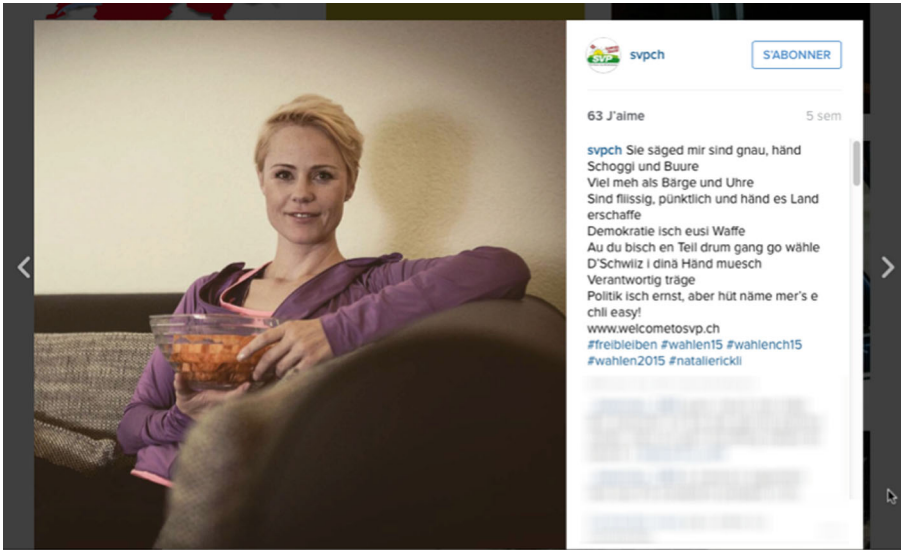 SVP
svpch
S'ABONNER
63 J'aime
5 sem
svpch Sie säged mir sind gnau, händ
Schoggi und Buure
Viel meh als Bärge und Uhre
Sind fliissig, pünktlich und händ es Land
erschaffe
Demokratie isch eusi Waffe
Au du bisch en Teil drum gang go wähle
D'Schwiiz i dinä Händ muesch
Verantwortig träge
Politik isch ernst, aber hüt näme mer's e
chli easy!
www.welcometosvp.ch
#freibleiben #wahlen15 #wahlench15
#wahlen2015 #natalierickli